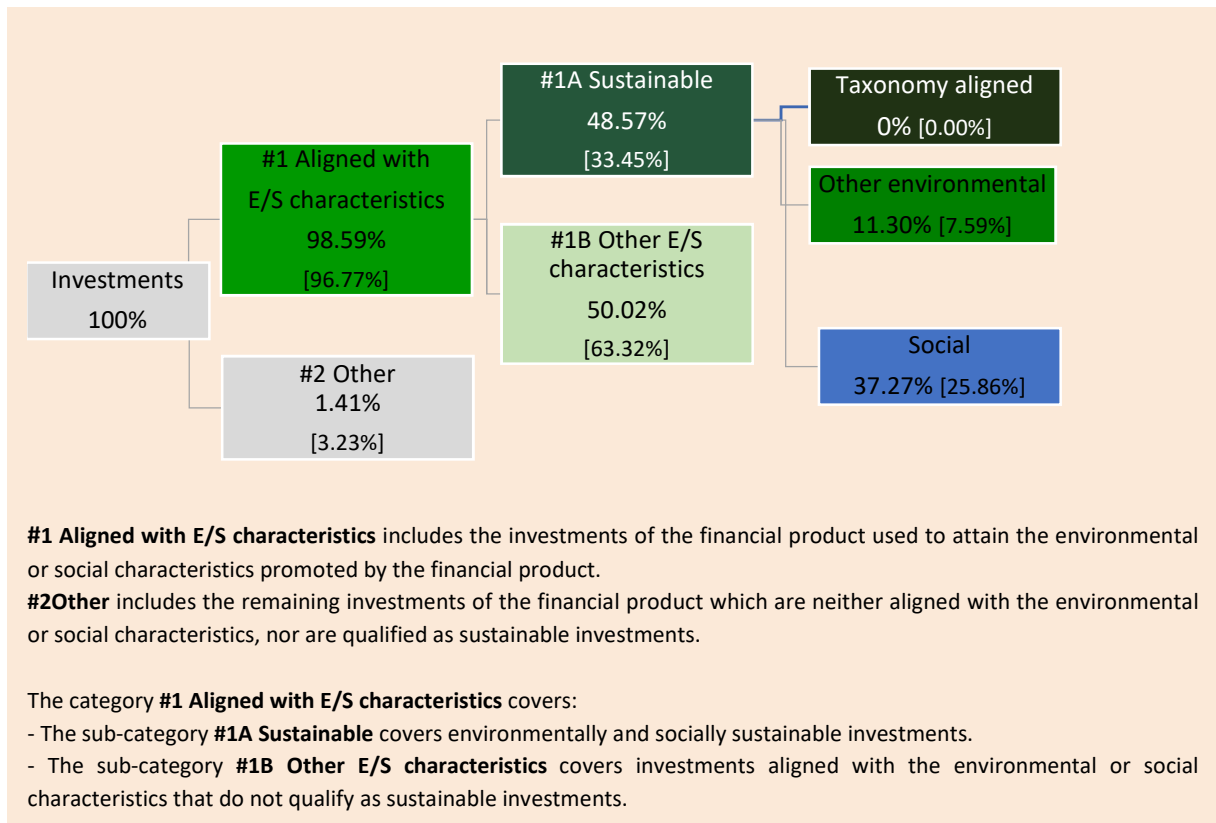 Investments
100%
#1 Aligned with
E/S characteristics
98.59%
[96.77%]
#2 Other
1.41%
[3.23%]
#1A Sustainable
48.57%
[33.45%]
#1B Other E/S
characteristics
50.02%
[63.32%]
Taxonomy aligned
0% [0.00%]
Other environmental
11.30% [7.59%]
Social
37.27% [25.86%]
#1 Aligned with E/S characteristics includes the investments of the financial product used to attain the environmental
or social characteristics promoted by the financial product.
#2Other includes the remaining investments of the financial product which are neither aligned with the environmental
or social characteristics, nor are qualified as sustainable investments.
The category #1 Aligned with E/S characteristics covers:
- The sub-category #1A Sustainable covers environmentally and socially sustainable investments.
- The sub-category #1B Other E/S characteristics covers investments aligned with the environmental or social
characteristics that do not qualify as sustainable investments.